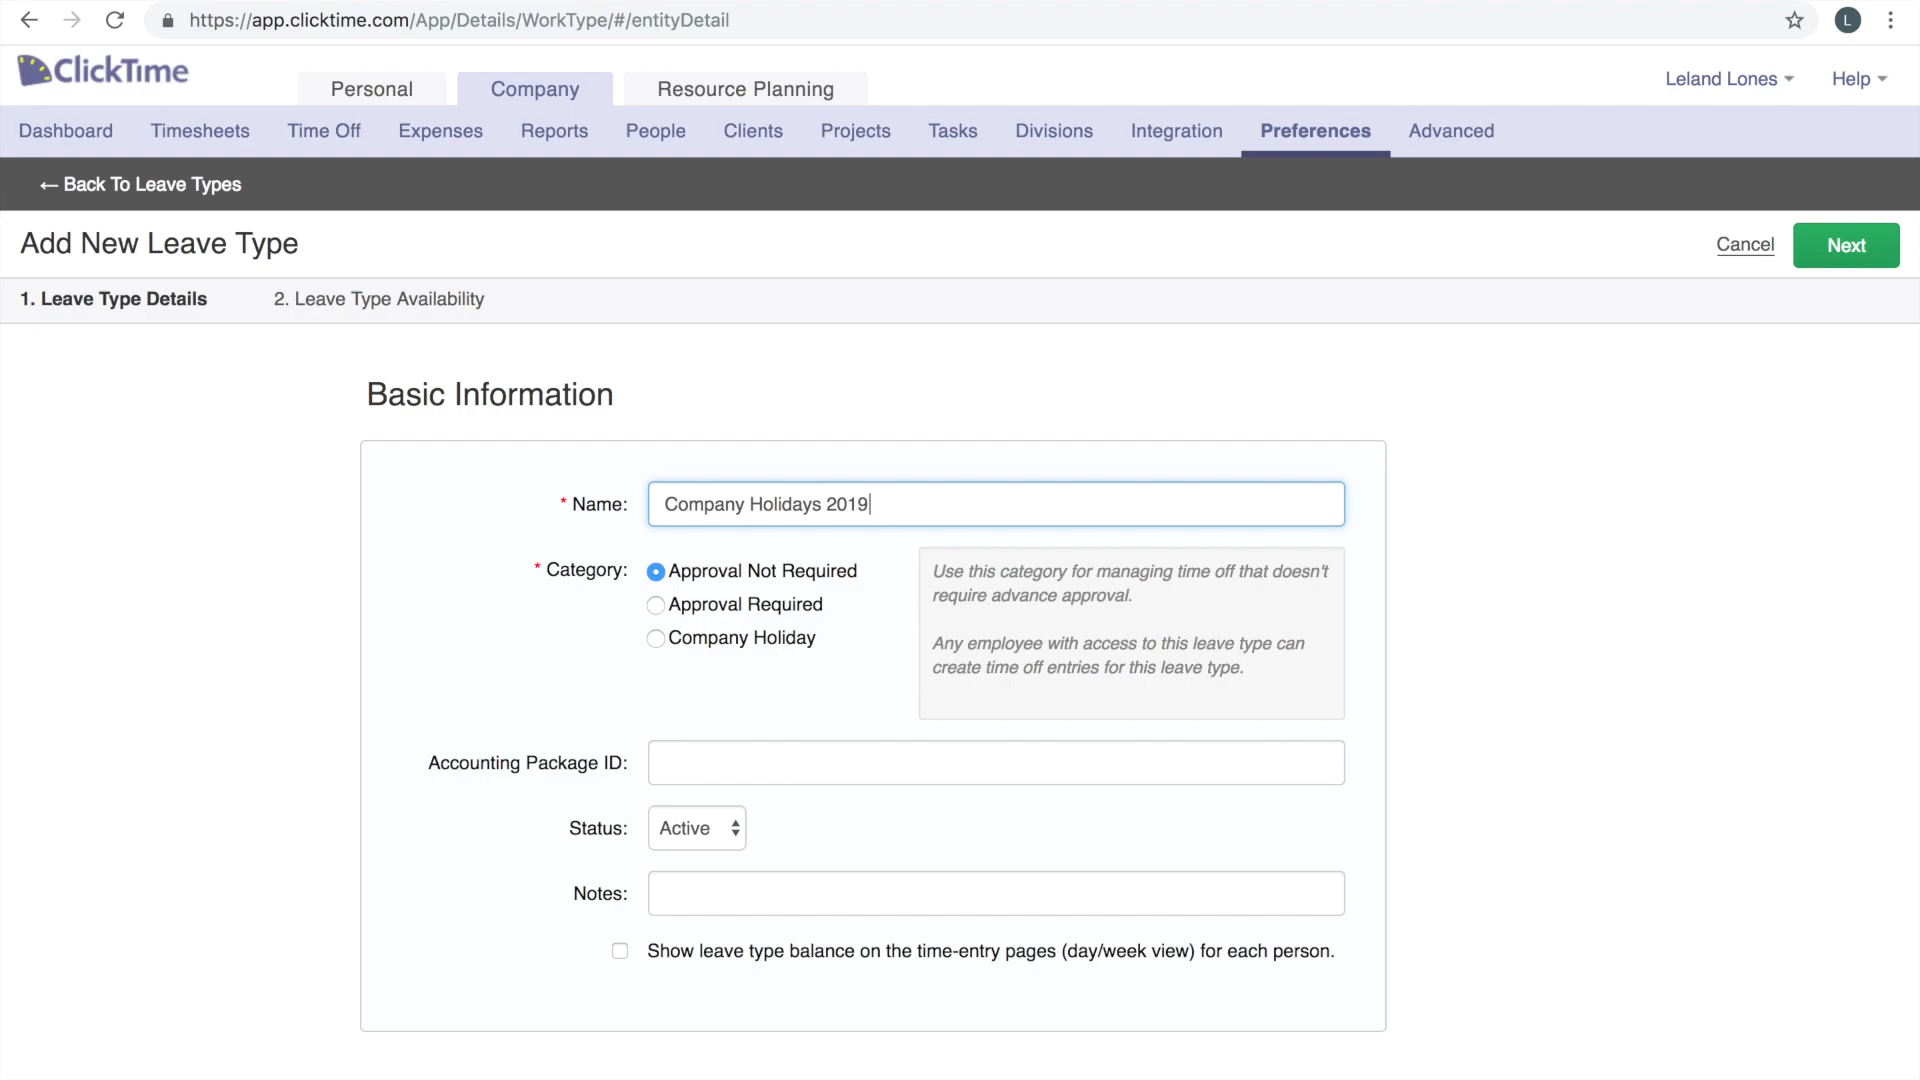 https://app.clicktime.com/App/Details/WorkType/#/entityDetail
L
ClickTime
Personal
Company
Resource Planning
Leland Lones
Help
Dashboard
Timesheets
Time Off
Expenses
Reports
People
Clients
Projects
Tasks
Divisions
Integration
Preferences
Advanced
← Back To Leave Types
Add New Leave Type
Cancel
Next
1. Leave Type Details
2. Leave Type Availability
Basic Information
* Name:
Company Holidays 2019
* Category:
Approval Not Required
Approval Required
Company Holiday
Use this category for managing time off that doesn't
require advance approval.
Any employee with access to this leave type can
create time off entries for this leave type.
Accounting Package ID:
Status:
Active
Notes:
Show leave type balance on the time-entry pages (day/week view) for each person.